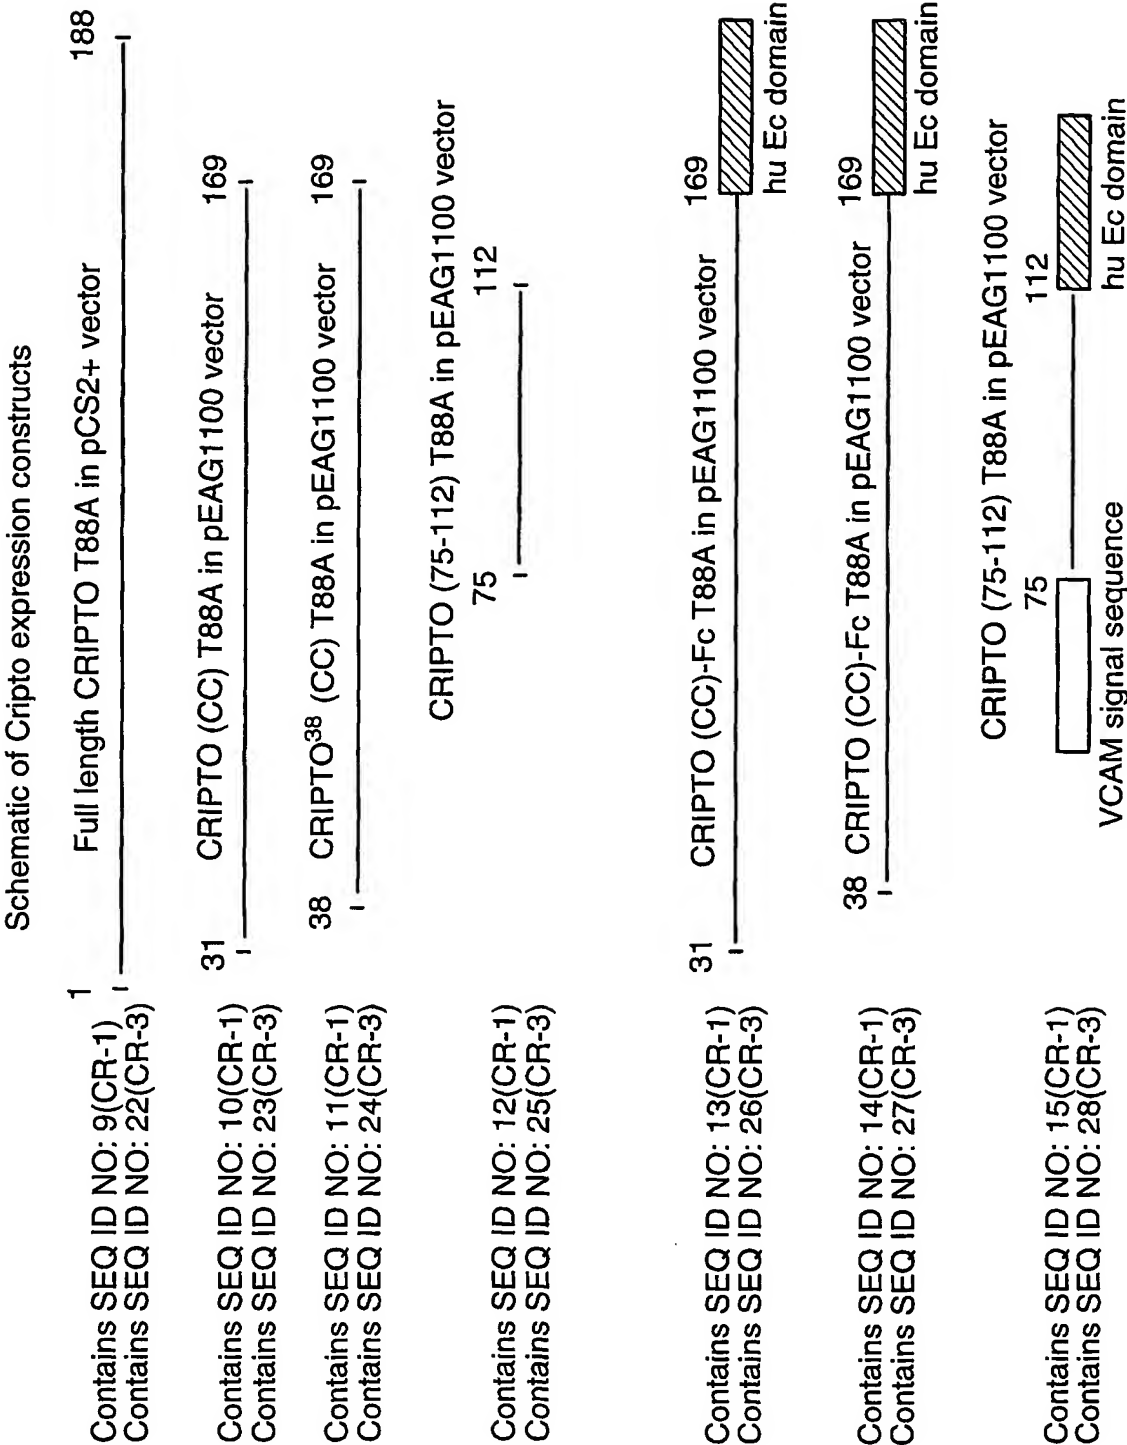 Schematic of Cripto expression constructs
Contains SEQ ID NO: 9(CR-1)
Contains SEQ ID NO: 22(CR-3)
1
Full length CRIPTO T88A in pCS2+ vector
188
Contains SEQ ID NO: 10(CR-1)
Contains SEQ ID NO: 23(CR-3)
31
CRIPTO (CC) T88A in pEAG1100 vector
169
Contains SEQ ID NO: 11(CR-1)
Contains SEQ ID NO: 24(CR-3)
38
CRIPTO³⁸ (CC) T88A in pEAG1100 vector
169
Contains SEQ ID NO: 12(CR-1)
Contains SEQ ID NO: 25(CR-3)
CRIPTO (75-112) T88A in pEAG1100 vector
75
112
Contains SEQ ID NO: 13(CR-1)
Contains SEQ ID NO: 26(CR-3)
31
CRIPTO (CC)-Fc T88A in pEAG1100 vector
169
hu Ec domain
Contains SEQ ID NO: 14(CR-1)
Contains SEQ ID NO: 27(CR-3)
38
CRIPTO (CC)-Fc T88A in pEAG1100 vector
169
hu Ec domain
Contains SEQ ID NO: 15(CR-1)
Contains SEQ ID NO: 28(CR-3)
CRIPTO (75-112) T88A in pEAG1100 vector
75
112
VCAM signal sequence
hu Ec domain